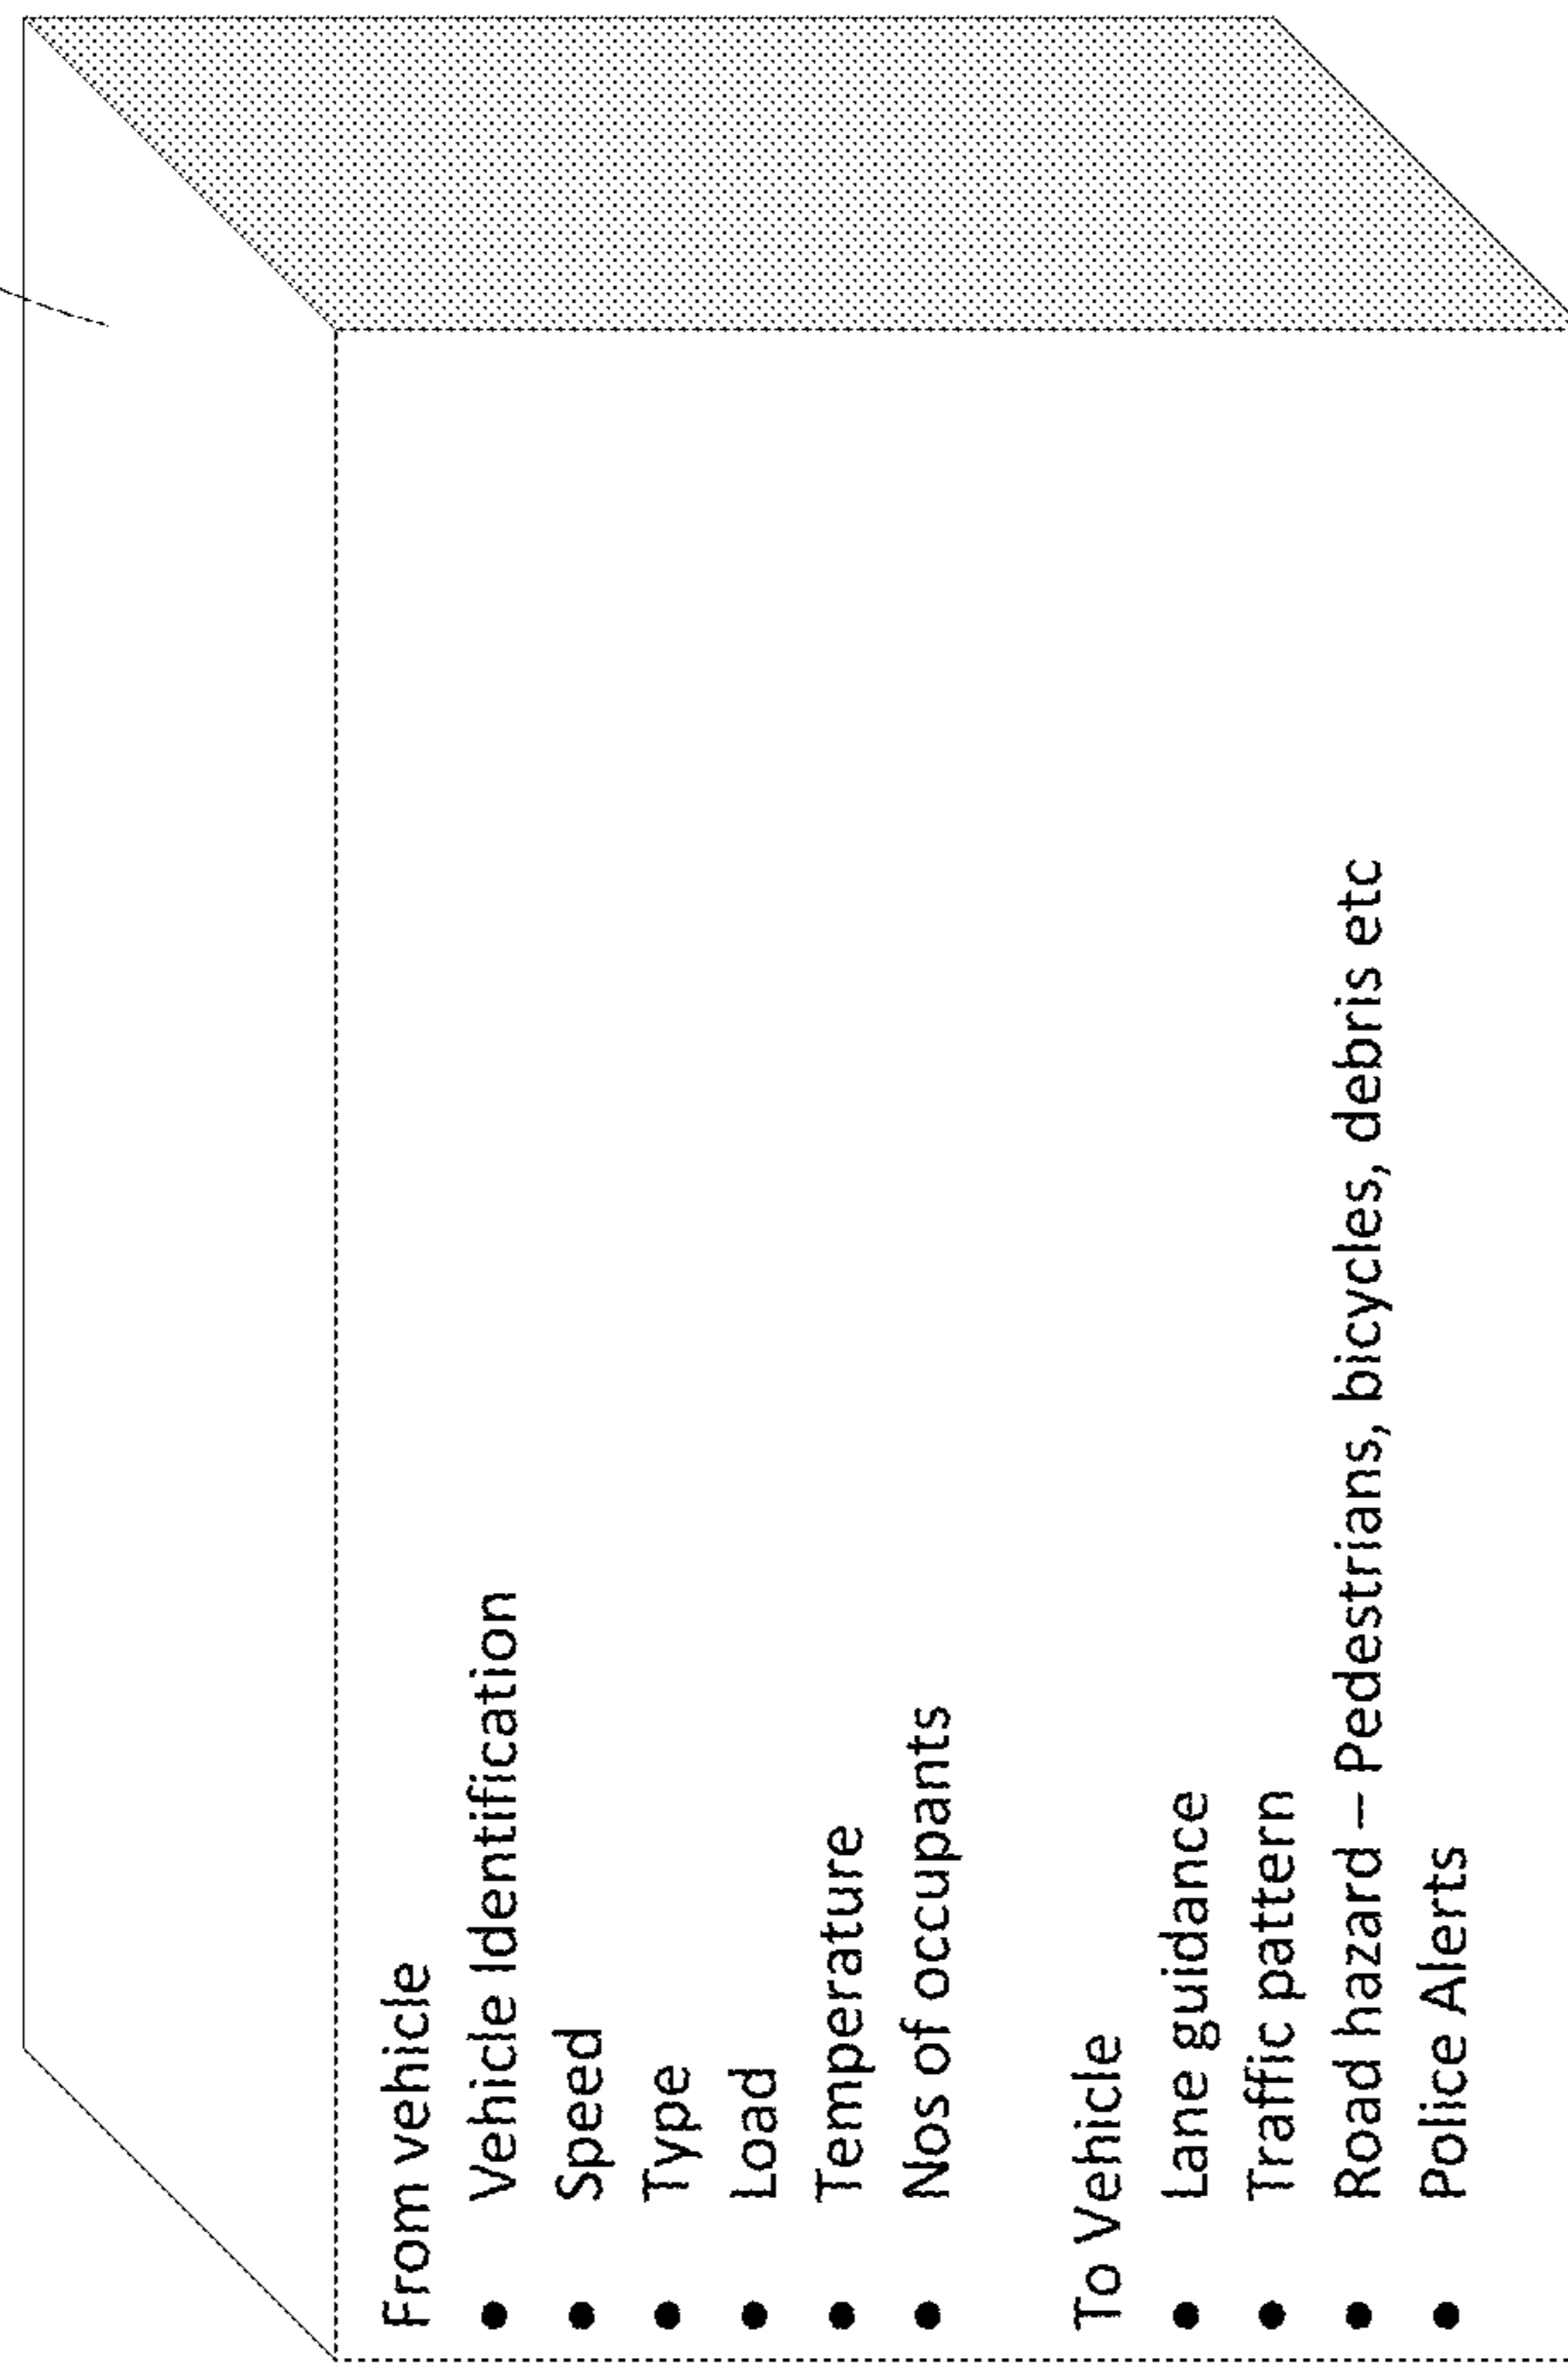 From vehicle
• Vehicle Identification
• Speed
• Type
• Load
• Temperature
• Nos of occupants
To Vehicle
• Lane guidance
• Traffic pattern
• Road hazard – Pedestrians, bicycles, debris etc
• Police Alerts